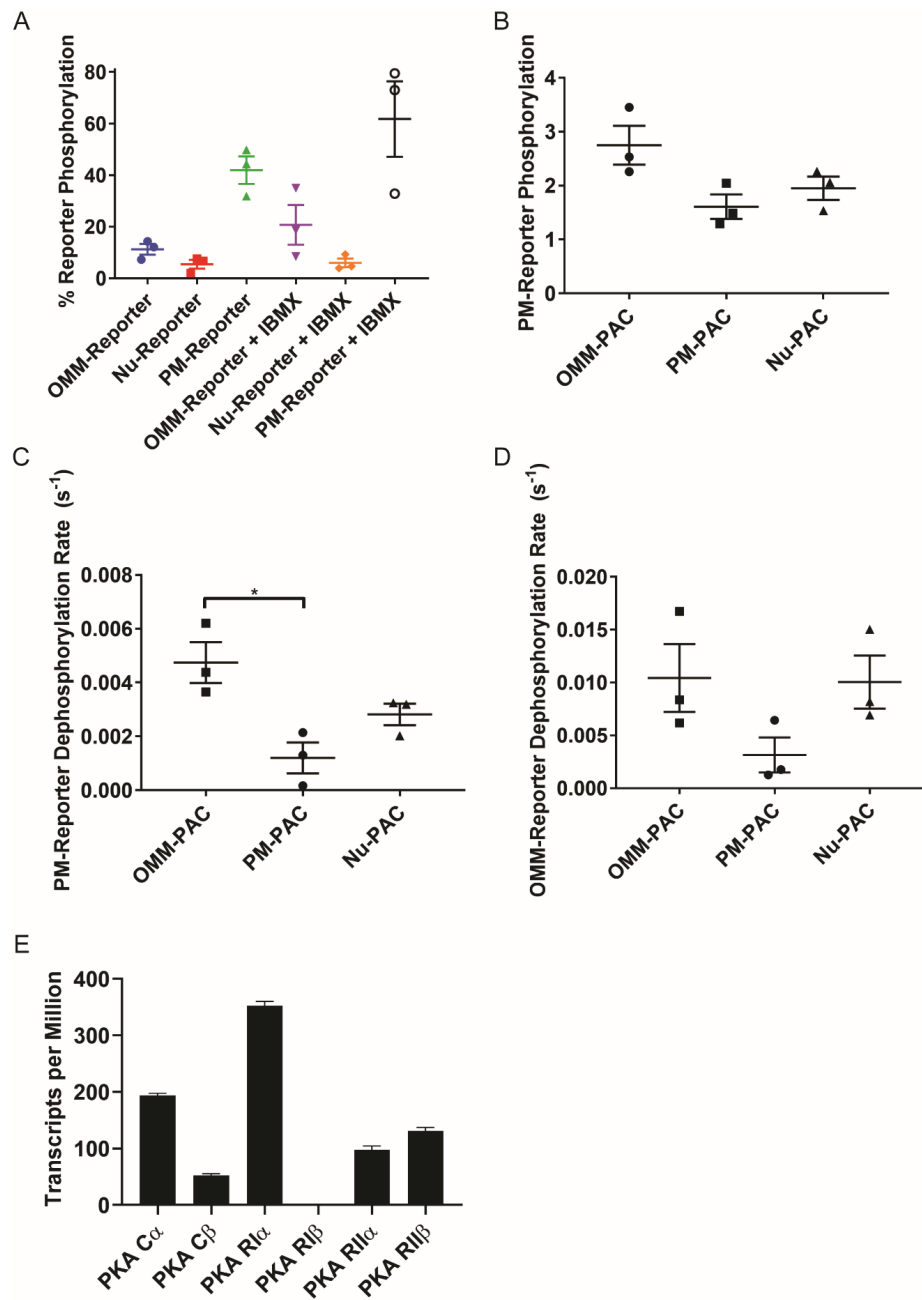 A
% Reporter Phosphorylation
80
60
40
20
0
OMM-Reporter
Nu-Reporter
PM-Reporter
OMM-Reporter + IBMX
Nu-Reporter + IBMX
PM-Reporter + IBMX
B
PM-Reporter Phosphorylation
4
3
2
1
0
OMM-PAC
PM-PAC
Nu-PAC
C
PM-Reporter Dephosphorylation Rate (s⁻¹)
0.008
0.006
0.004
0.002
0.000
*
OMM-PAC
PM-PAC
Nu-PAC
D
OMM-Reporter Dephosphorylation Rate (s⁻¹)
0.020
0.015
0.010
0.005
0.000
OMM-PAC
PM-PAC
Nu-PAC
E
Transcripts per Million
400
300
200
100
0
PKA Cα
PKA Cβ
PKA RIα
PKA RIβ
PKA RIIα
PKA RIIβ